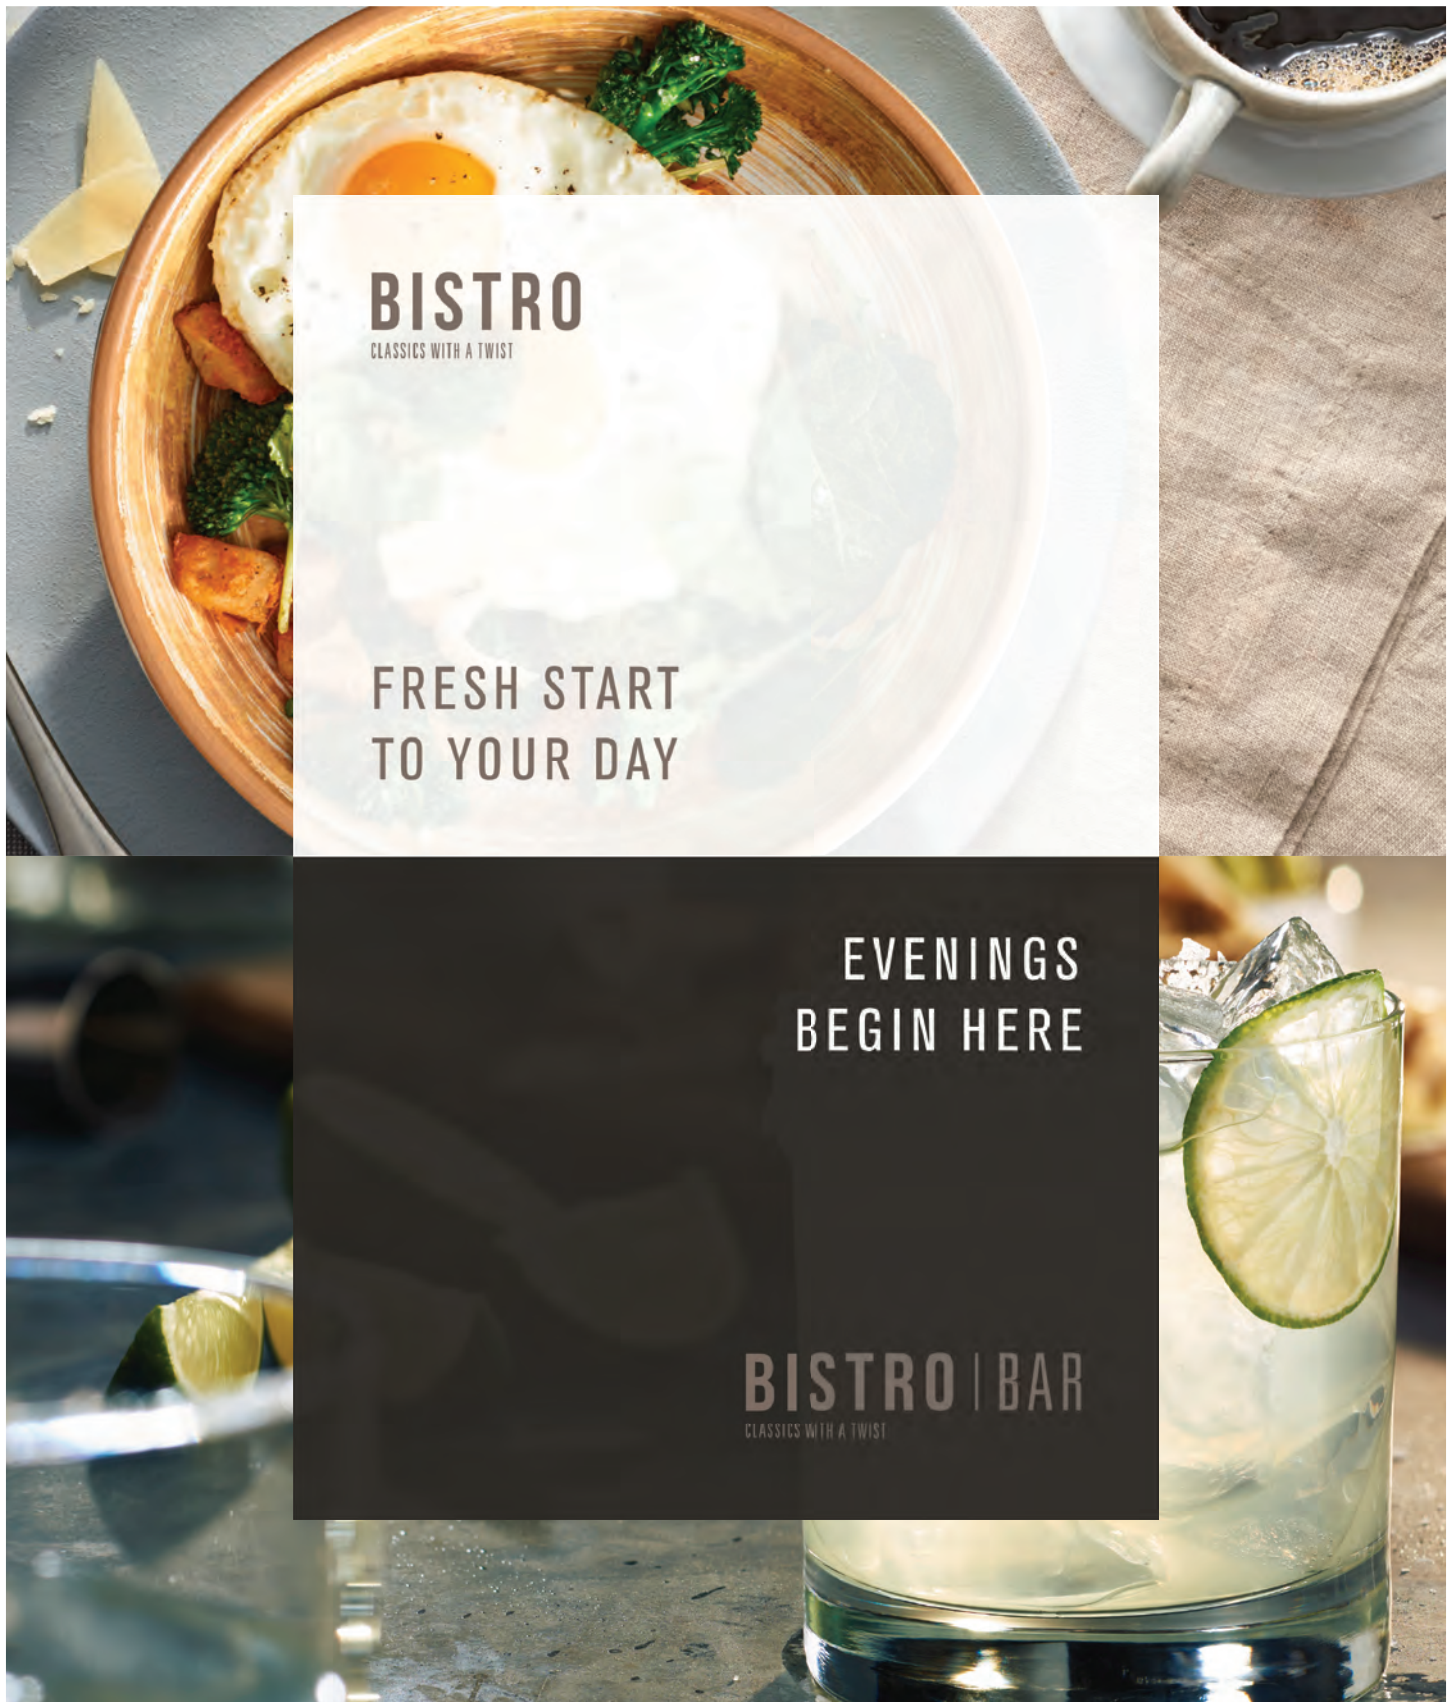 BISTRO
CLASSICS WITH A TWIST
FRESH START
TO YOUR DAY
EVENINGS
BEGIN HERE
BISTRO | BAR
CLASSICS WITH A TWIST